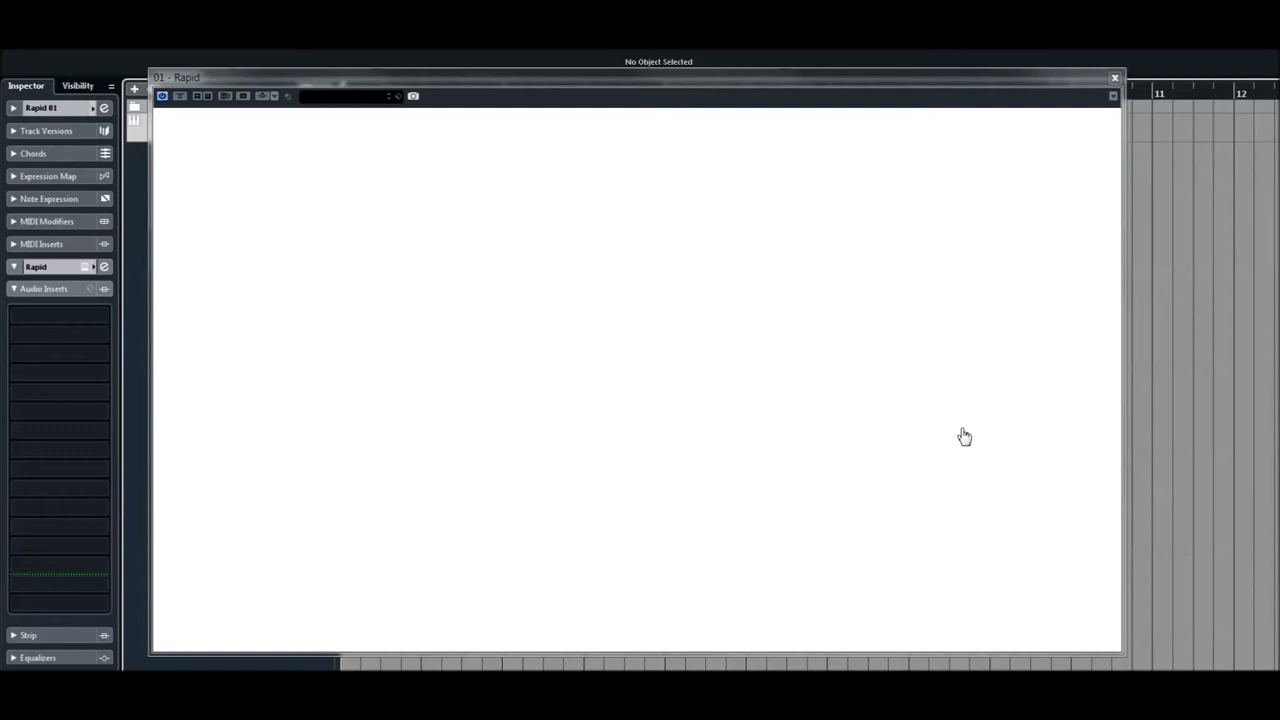 No Object Selected
01 - Rapid
Inspector
Visibility
11
12
Rapid 01
Track Versions
Chords
Expression Map
Note Expression
MIDI Modifiers
MIDI Inserts
Rapid
Audio Inserts
Strip
Equalizers